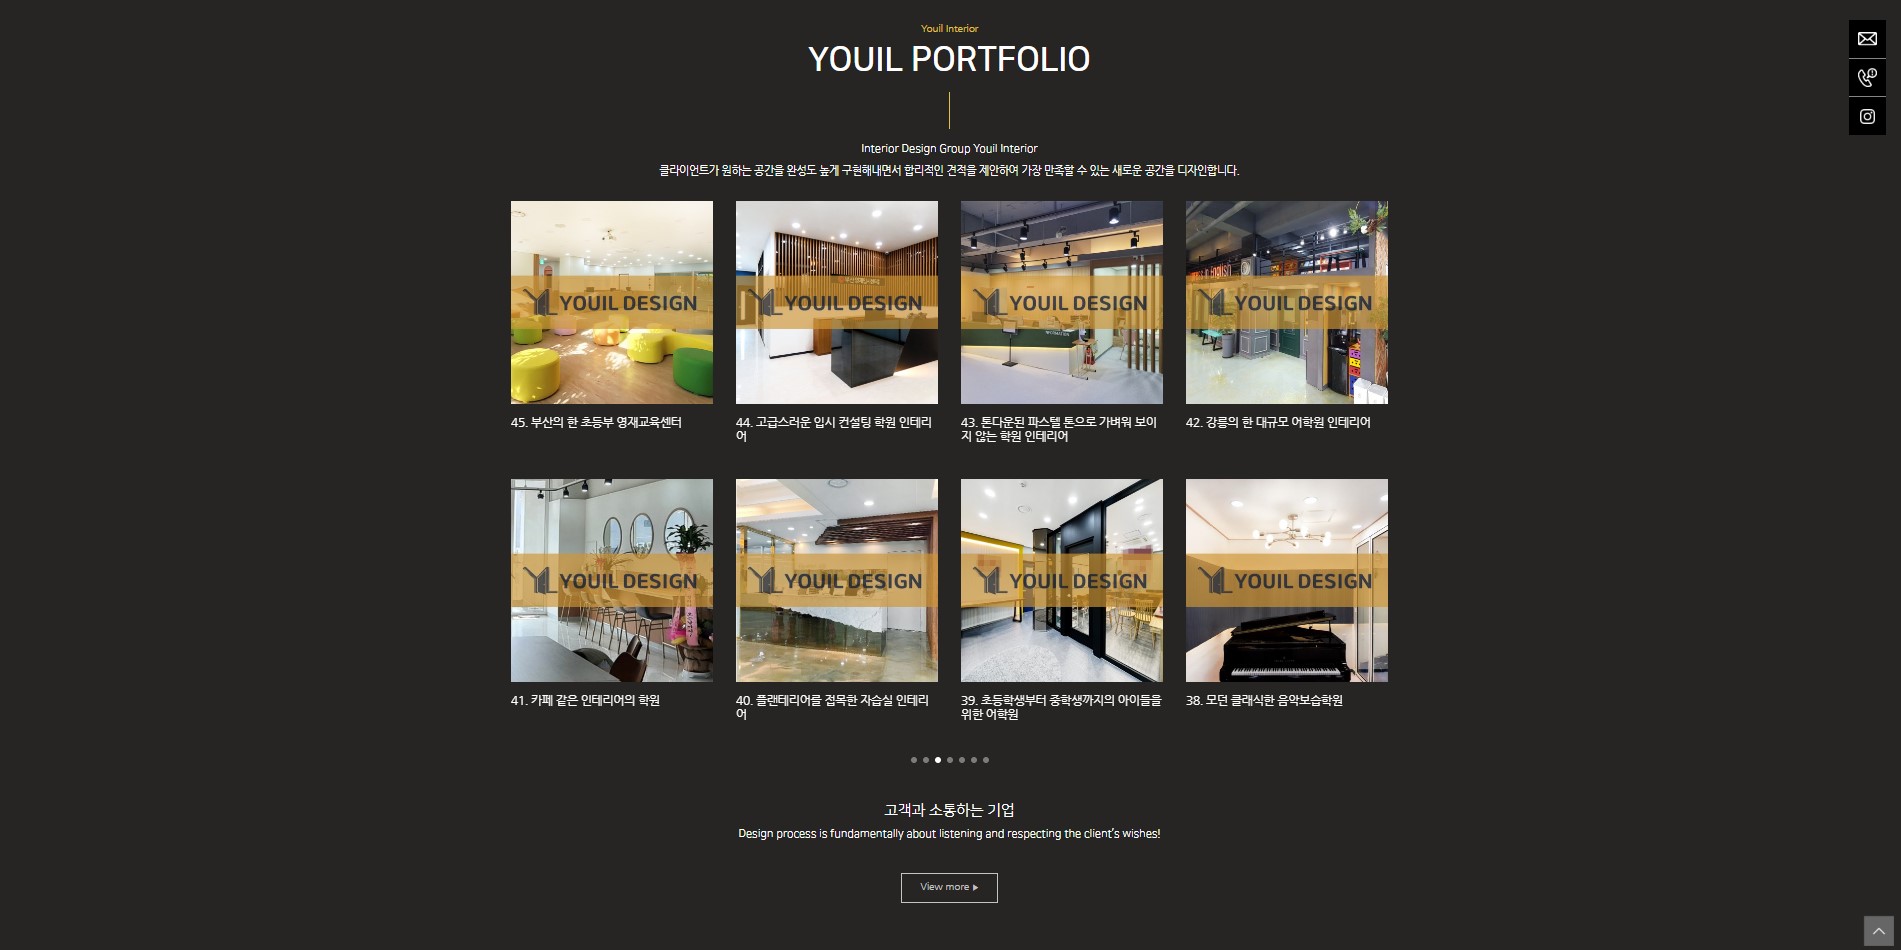 Youil Interior
YOUIL PORTFOLIO
Interior Design Group Youil Interior
클라이언트가 원하는 공간을 완성도 높게 구현해내면서 합리적인 견적을 제안하여 가장 만족할 수 있는 새로운 공간을 디자인합니다.
YOUIL DESIGN
YOUIL DESIGN
YOUIL DESIGN
YOUIL DESIGN
45. 부산의 한 초등부 영재교육센터
44. 고급스러운 입시 컨설팅 학원 인테리
어
43. 톤다운된 파스텔 톤으로 가벼워 보이
지 않는 학원 인테리어
42. 강릉의 한 대규모 어학원 인테리어
YOUIL DESIGN
YOUIL DESIGN
YOUIL DESIGN
YOUIL DESIGN
41. 카페 같은 인테리어의 학원
40. 플랜테리어를 접목한 자습실 인테리
어
39. 초등학생부터 중학생까지의 아이들을
위한 어학원
38. 모던 클래식한 음악보습학원
고객과 소통하는 기업
Design process is fundamentally about listening and respecting the client's wishes!
View more